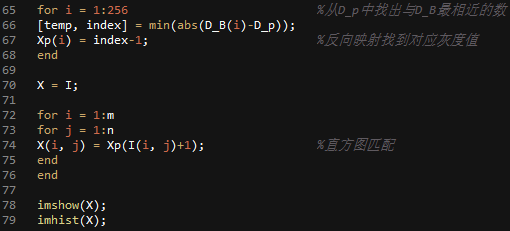 65 for i = 1:256 %从D_p中找出与D_B最相近的数
66 [temp, index] = min(abs(D_B(i)-D_p));
67 Xp(i) = index-1; %反向映射找到对应灰度值
68 end
69
70 X = I;
71
72 for i = 1:m
73 for j = 1:n
74 X(i, j) = Xp(I(i, j)+1); %直方图匹配
75 end
76 end
77
78 imshow(X);
79 imhist(X);